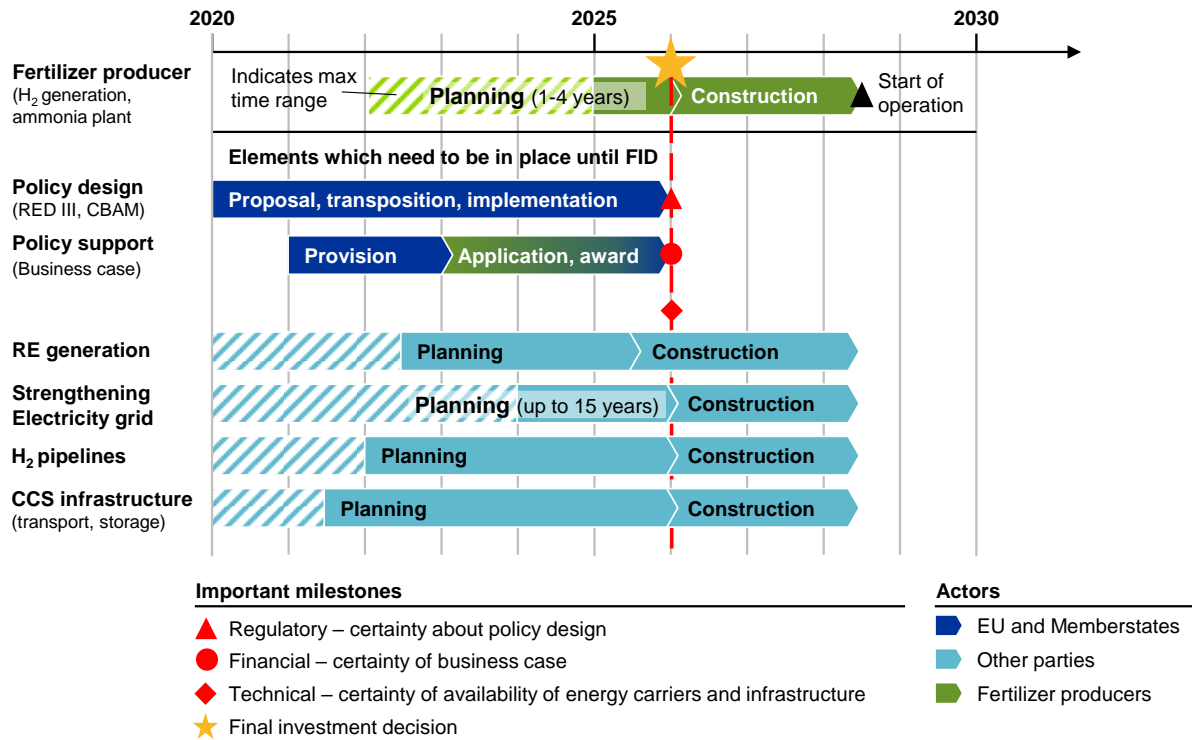 2020 2025 2030
Fertilizer producer
(H₂ generation,
ammonia plant
Indicates max
time range
Planning (1-4 years)
Construction
Start of
operation
Elements which need to be in place until FID
Policy design
(RED III, CBAM)
Proposal, transposition, implementation
Policy support
(Business case)
Provision
Application, award
RE generation
Planning
Construction
Strengthening
Electricity grid
Planning (up to 15 years)
Construction
H₂ pipelines
Planning
Construction
CCS infrastructure
(transport, storage)
Planning
Construction
Important milestones
Regulatory – certainty about policy design
Financial – certainty of business case
Technical – certainty of availability of energy carriers and infrastructure
Final investment decision
Actors
EU and Memberstates
Other parties
Fertilizer producers